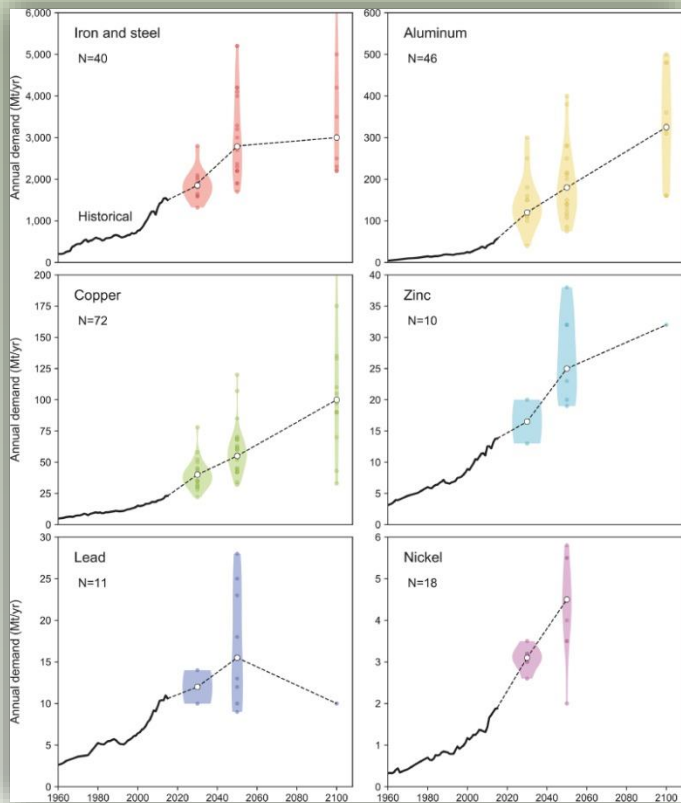 Iron and steel
N=40
Historical
Annual demand (Mt/yr)
6,000
5,000
4,000
3,000
2,000
1,000
0
Aluminum
N=46
Annual demand (Mt/yr)
600
500
400
300
200
100
0
Copper
N=72
Annual demand (Mt/yr)
200
175
150
125
100
75
50
25
0
Zinc
N=10
40
35
30
25
20
15
10
5
0
Lead
N=11
Annual demand (Mt/yr)
30
25
20
15
10
5
0
1960 1980 2000 2020 2040 2060 2080 2100
Nickel
N=18
6
5
4
3
2
1
0
1960 1980 2000 2020 2040 2060 2080 2100